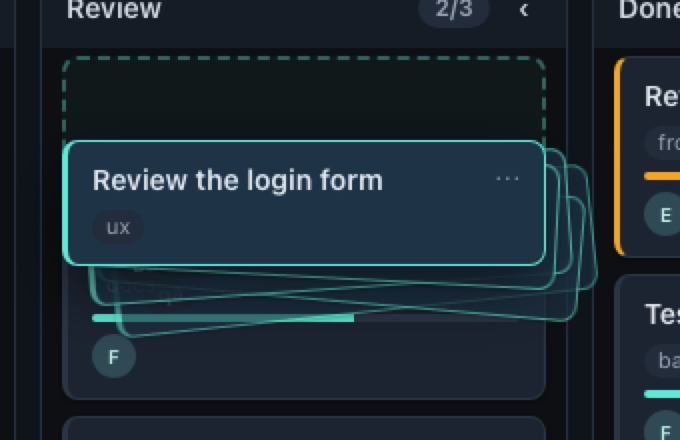 Review
2/3
Done
Review the login form
...
ux
F
Re
fro
E
Tes
ba
F